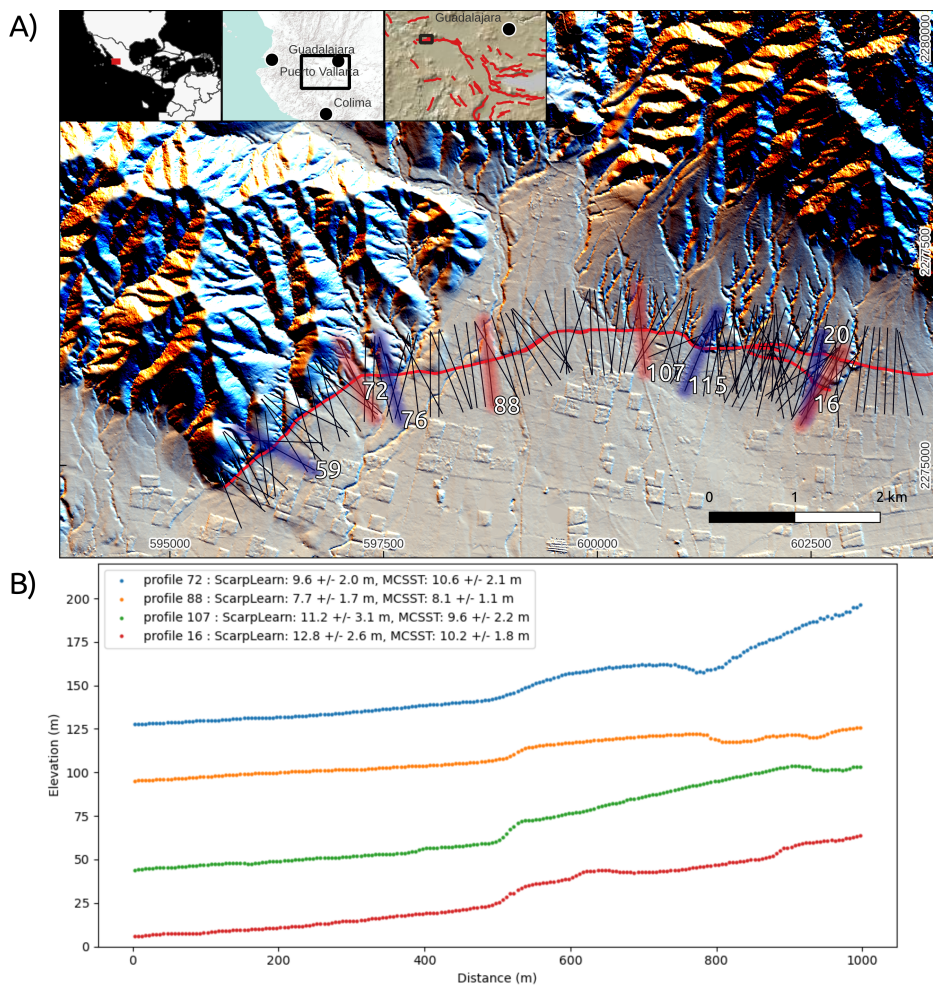 A)
Guadalajara
Puerto Vallarta
Colima
Guadalajara
2280000
2277500
2275000
20
72
76
88
107
115
16
59
0 1 2 km
595000 597500 600000 602500
B)
profile 72 : ScarpLearn: 9.6 +/- 2.0 m, MCSST: 10.6 +/- 2.1 m
profile 88 : ScarpLearn: 7.7 +/- 1.7 m, MCSST: 8.1 +/- 1.1 m
profile 107 : ScarpLearn: 11.2 +/- 3.1 m, MCSST: 9.6 +/- 2.2 m
profile 16 : ScarpLearn: 12.8 +/- 2.6 m, MCSST: 10.2 +/- 1.8 m
Elevation (m)
200
175
150
125
100
75
50
25
0
0 200 400 600 800 1000
Distance (m)